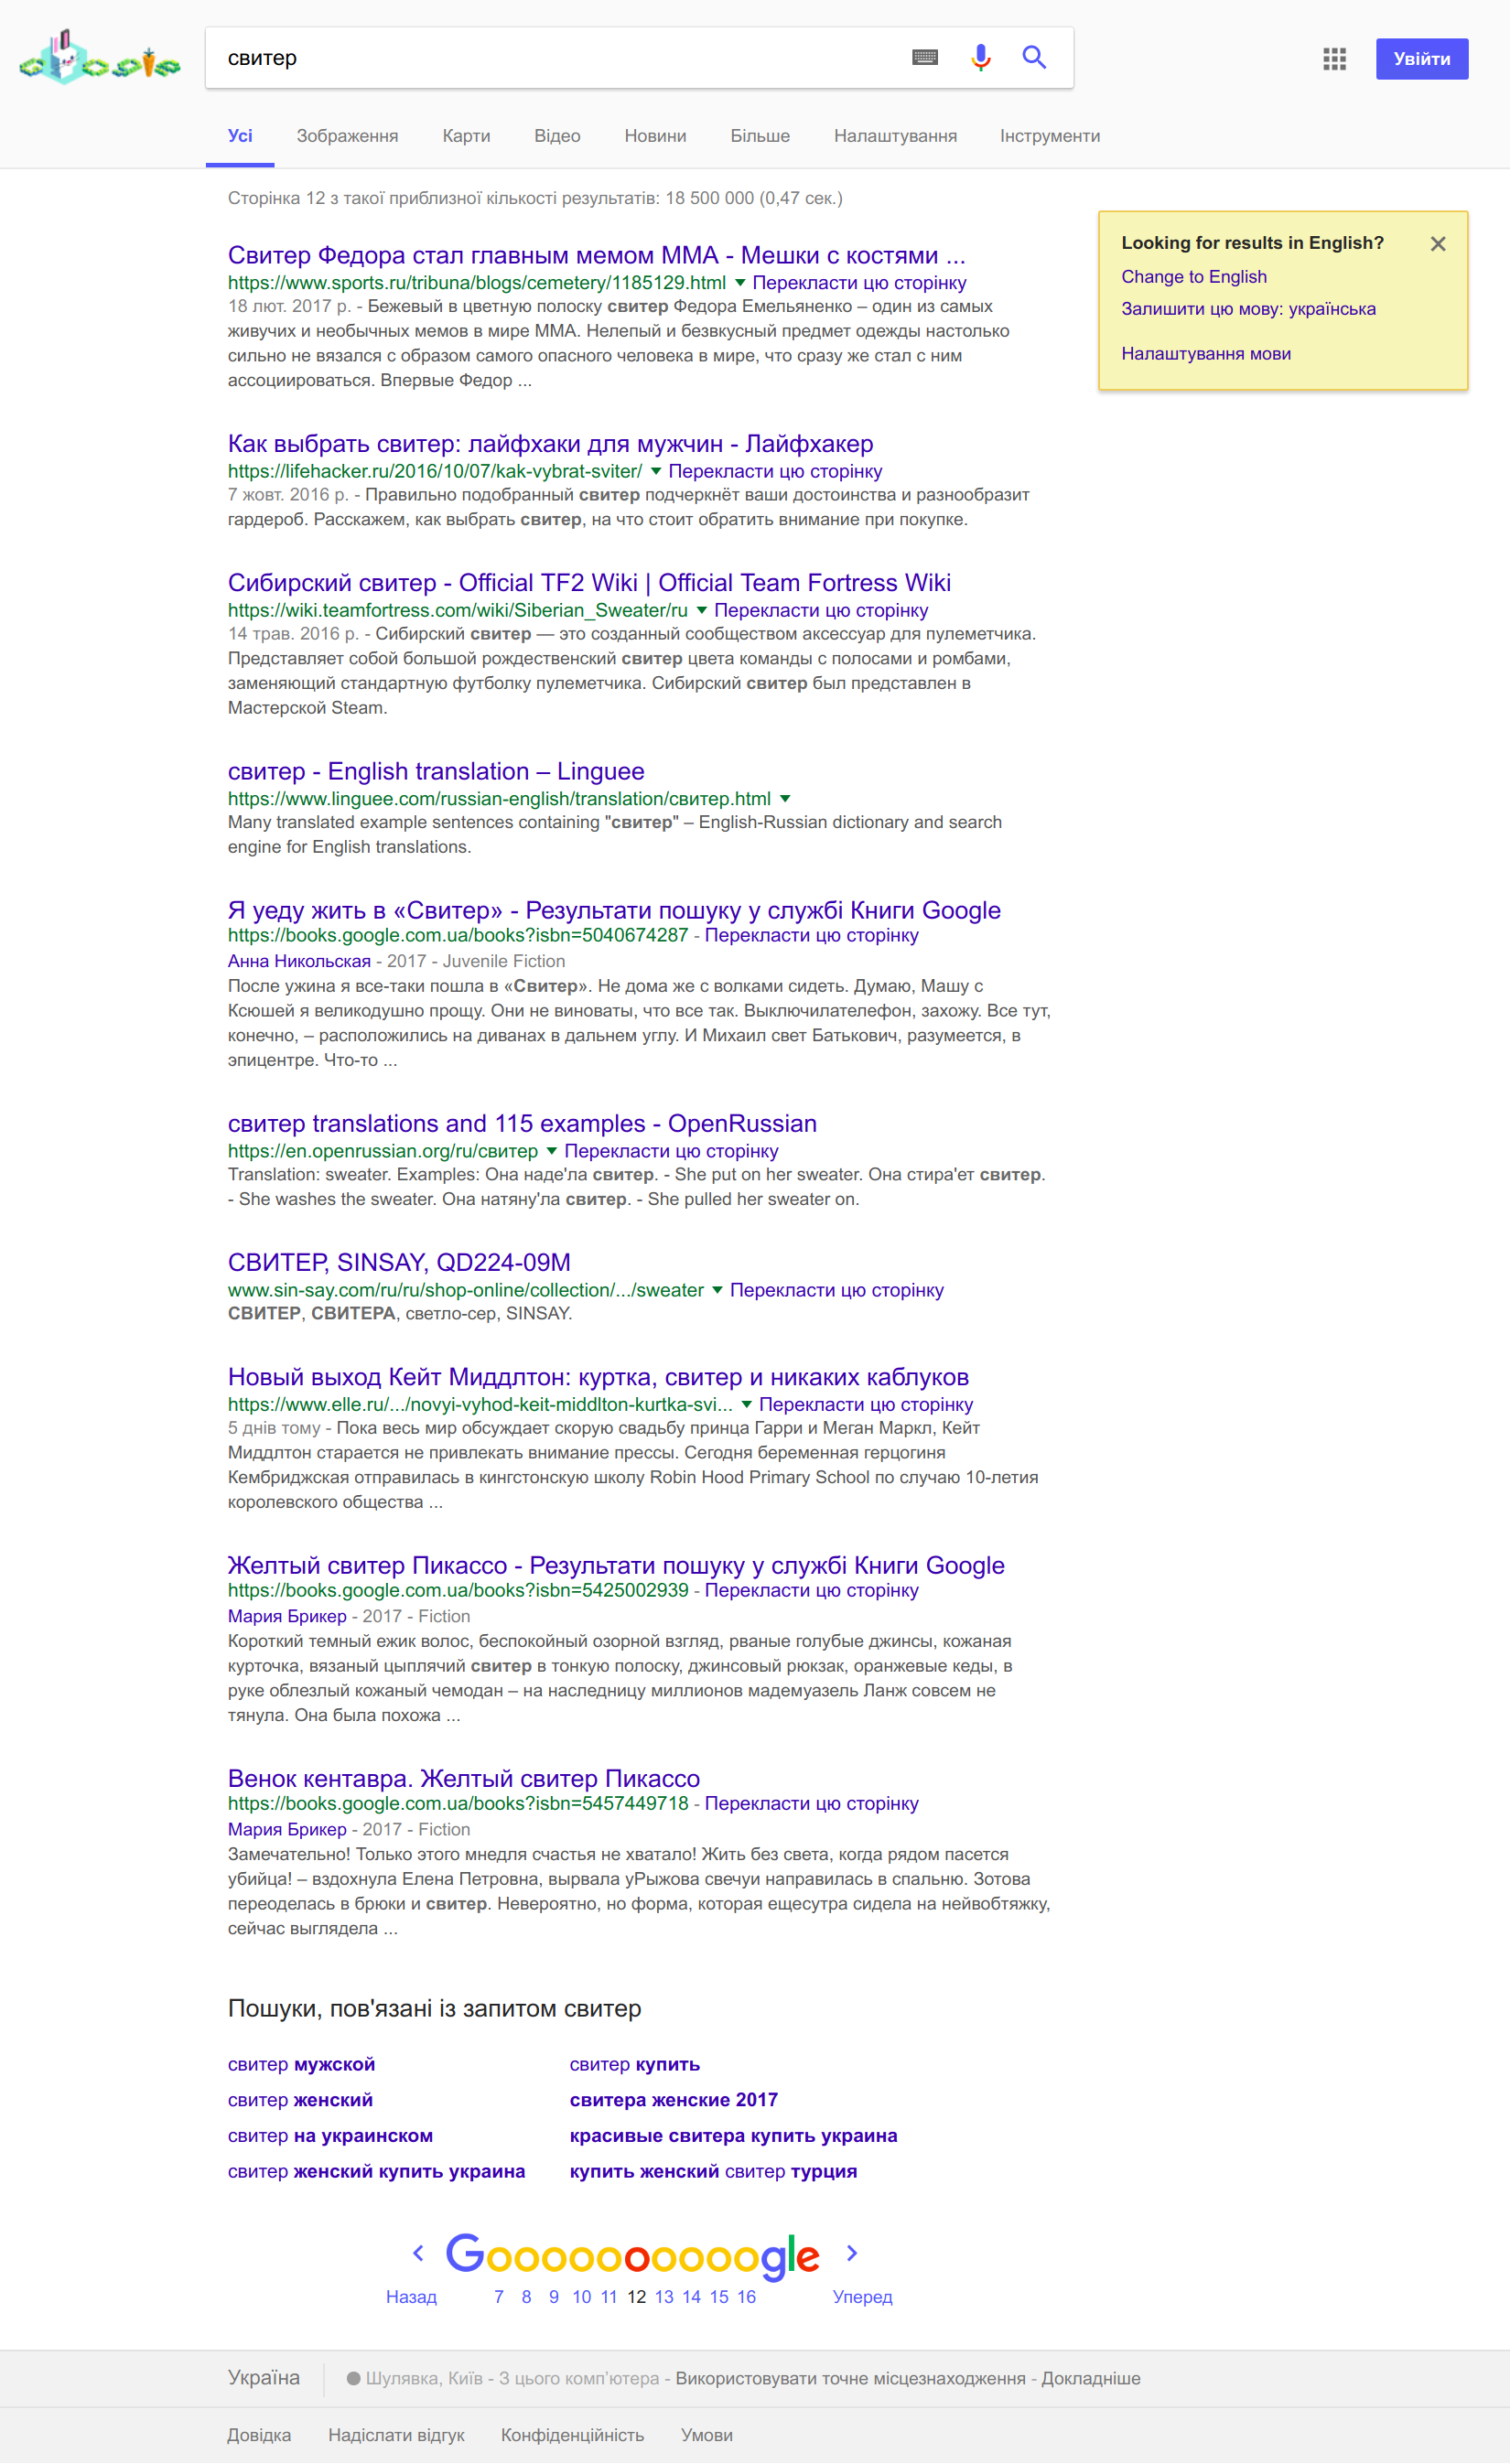 свитер
Увійти
Усі Зображення Карти Відео Новини Більше Налаштування Інструменти
Сторінка 12 з такої приблизної кількості результатів: 18 500 000 (0,47 сек.)
Looking for results in English?
Change to English
Залишити цю мову: українська
Налаштування мови
Свитер Федора стал главным мемом ММА - Мешки с костями ...
https://www.sports.ru/tribuna/blogs/cemetery/1185129.html Перекласти цю сторінку
18 лют. 2017 р. - Бежевый в цветную полоску свитер Федора Емельяненко – один из самых
живучих и необычных мемов в мире ММА. Нелепый и безвкусный предмет одежды настолько
сильно не вязался с образом самого опасного человека в мире, что сразу же стал с ним
ассоциироваться. Впервые Федор ...
Как выбрать свитер: лайфхаки для мужчин - Лайфхакер
https://lifehacker.ru/2016/10/07/kak-vybrat-sviter/ Перекласти цю сторінку
7 жовт. 2016 р. - Правильно подобранный свитер подчеркнёт ваши достоинства и разнообразит
гардероб. Расскажем, как выбрать свитер, на что стоит обратить внимание при покупке.
Сибирский свитер - Official TF2 Wiki | Official Team Fortress Wiki
https://wiki.teamfortress.com/wiki/Siberian_Sweater/ru Перекласти цю сторінку
14 трав. 2016 р. - Сибирский свитер — это созданный сообществом аксессуар для пулеметчика.
Представляет собой большой рождественский свитер цвета команды с полосами и ромбами,
заменяющий стандартную футболку пулеметчика. Сибирский свитер был представлен в
Мастерской Steam.
свитер - English translation – Linguee
https://www.linguee.com/russian-english/translation/свитер.html
Many translated example sentences containing "свитер" – English-Russian dictionary and search
engine for English translations.
Я уеду жить в «Свитер» - Результати пошуку у службі Книги Google
https://books.google.com.ua/books?isbn=5040674287 - Перекласти цю сторінку
Анна Никольская - 2017 - Juvenile Fiction
После ужина я все-таки пошла в «Свитер». Не дома же с волками сидеть. Думаю, Машу с
Ксюшей я великодушно прощу. Они не виноваты, что все так. Выключилателефон, захожу. Все тут,
конечно, – расположились на диванах в дальнем углу. И Михаил свет Батькович, разумеется, в
эпицентре. Что-то ...
свитер translations and 115 examples - OpenRussian
https://en.openrussian.org/ru/свитер Перекласти цю сторінку
Translation: sweater. Examples: Она наде'ла свитер. - She put on her sweater. Она стира'ет свитер.
- She washes the sweater. Она натяну'ла свитер. - She pulled her sweater on.
СВИТЕР, SINSAY, QD224-09M
www.sin-say.com/ru/ru/shop-online/collection/.../sweater Перекласти цю сторінку
СВИТЕР, СВИТЕРА, светло-сер, SINSAY.
Новый выход Кейт Миддлтон: куртка, свитер и никаких каблуков
https://www.elle.ru/.../novyi-vyhod-keit-middlton-kurtka-svi... Перекласти цю сторінку
5 днів тому - Пока весь мир обсуждает скорую свадьбу принца Гарри и Меган Маркл, Кейт
Миддлтон старается не привлекать внимание прессы. Сегодня беременная герцогиня
Кембриджская отправилась в кингстонскую школу Robin Hood Primary School по случаю 10-летия
королевского общества ...
Желтый свитер Пикассо - Результати пошуку у службі Книги Google
https://books.google.com.ua/books?isbn=5425002939 - Перекласти цю сторінку
Мария Брикер - 2017 - Fiction
Короткий темный ежик волос, беспокойный озорной взгляд, рваные голубые джинсы, кожаная
курточка, вязаный цыплячий свитер в тонкую полоску, джинсовый рюкзак, оранжевые кеды, в
руке облезлый кожаный чемодан – на наследницу миллионов мадемуазель Ланж совсем не
тянула. Она была похожа ...
Венок кентавра. Желтый свитер Пикассо
https://books.google.com.ua/books?isbn=5457449718 - Перекласти цю сторінку
Мария Брикер - 2017 - Fiction
Замечательно! Только этого мнедля счастья не хватало! Жить без света, когда рядом пасется
убийца! – вздохнула Елена Петровна, вырвала уРыжова свечуи направилась в спальню. Зотова
переоделась в брюки и свитер. Невероятно, но форма, которая ещесутра сидела на нейвобтяжку,
сейчас выглядела ...
Пошуки, пов'язані із запитом свитер
свитер мужской свитер купить
свитер женский свитера женские 2017
свитер на украинском красивые свитера купить украина
свитер женский купить украина купить женский свитер турция
Goooooooooogle
Назад 7 8 9 10 11 12 13 14 15 16 Уперед
Україна Шулявка, Київ - З цього комп'ютера - Використовувати точне місцезнаходження - Докладніше
Довідка Надіслати відгук Конфіденційність Умови